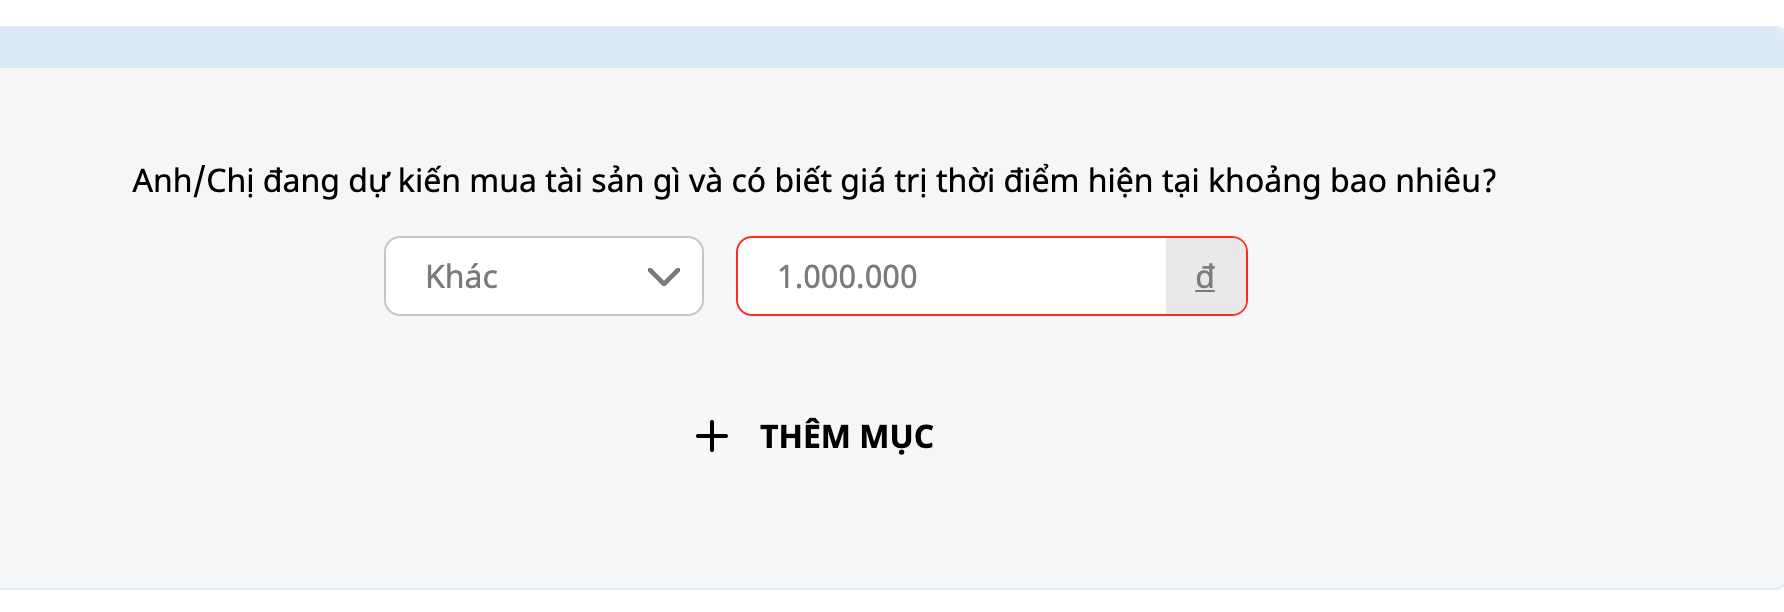 Anh/Chị đang dự kiến mua tài sản gì và có biết giá trị thời điểm hiện tại khoảng bao nhiêu?
Khác 1.000.000 đ
+ THÊM MỤC